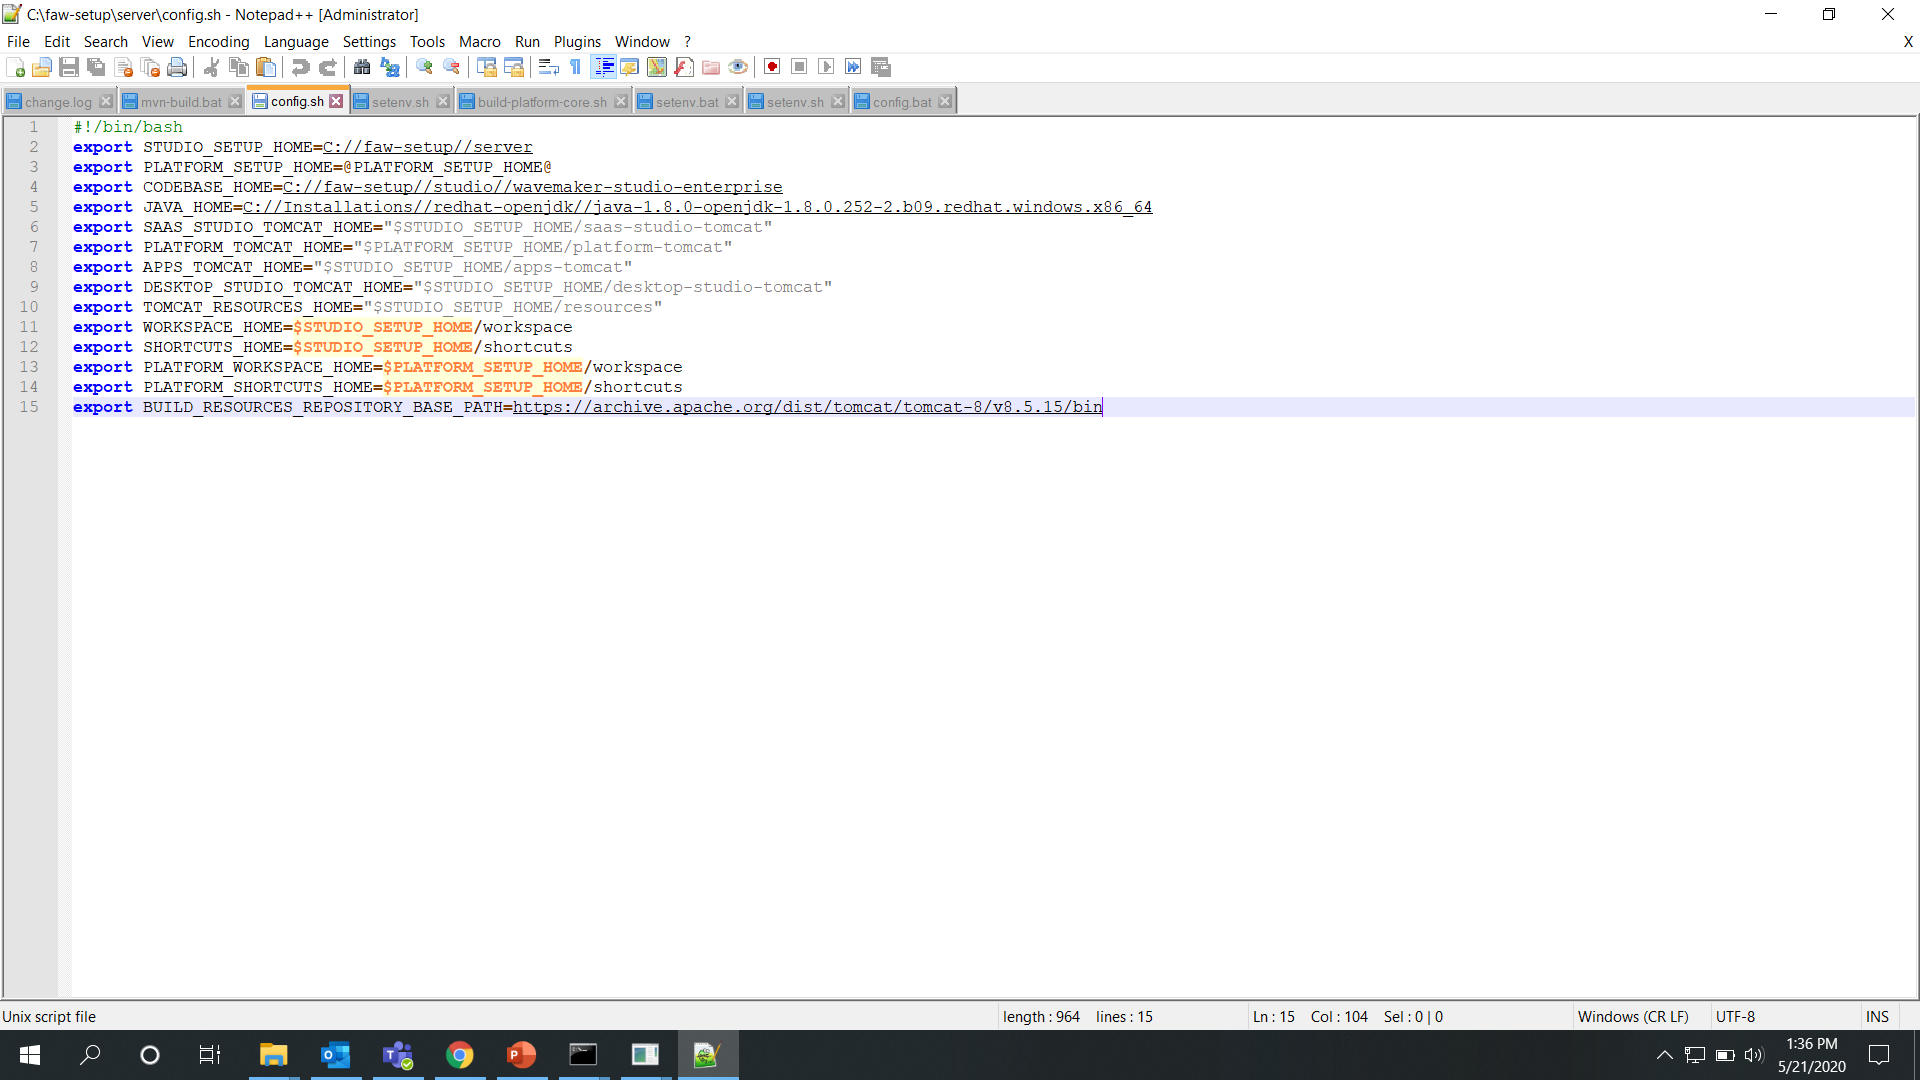 C:\faw-setup\server\config.sh - Notepad++ [Administrator]
File Edit Search View Encoding Language Settings Tools Macro Run Plugins Window ? X
change.log mvn-build.bat config.sh setenv.sh build-platform-core.sh setenv.bat setenv.sh config.bat
1 #!/bin/bash
2 export STUDIO_SETUP_HOME=C://faw-setup//server
3 export PLATFORM_SETUP_HOME=@PLATFORM_SETUP_HOME@
4 export CODEBASE_HOME=C://faw-setup//studio//wavemaker-studio-enterprise
5 export JAVA_HOME=C://Installations//redhat-openjdk//java-1.8.0-openjdk-1.8.0.252-2.b09.redhat.windows.x86_64
6 export SAAS_STUDIO_TOMCAT_HOME="$STUDIO_SETUP_HOME/saas-studio-tomcat"
7 export PLATFORM_TOMCAT_HOME="$PLATFORM_SETUP_HOME/platform-tomcat"
8 export APPS_TOMCAT_HOME="$STUDIO_SETUP_HOME/apps-tomcat"
9 export DESKTOP_STUDIO_TOMCAT_HOME="$STUDIO_SETUP_HOME/desktop-studio-tomcat"
10 export TOMCAT_RESOURCES_HOME="$STUDIO_SETUP_HOME/resources"
11 export WORKSPACE_HOME=$STUDIO_SETUP_HOME/workspace
12 export SHORTCUTS_HOME=$STUDIO_SETUP_HOME/shortcuts
13 export PLATFORM_WORKSPACE_HOME=$PLATFORM_SETUP_HOME/workspace
14 export PLATFORM_SHORTCUTS_HOME=$PLATFORM_SETUP_HOME/shortcuts
15 export BUILD_RESOURCES_REPOSITORY_BASE_PATH=https://archive.apache.org/dist/tomcat/tomcat-8/v8.5.15/bin
Unix script file length : 964 lines : 15 Ln : 15 Col : 104 Sel : 0 | 0 Windows (CR LF) UTF-8 INS
1:36 PM
5/21/2020